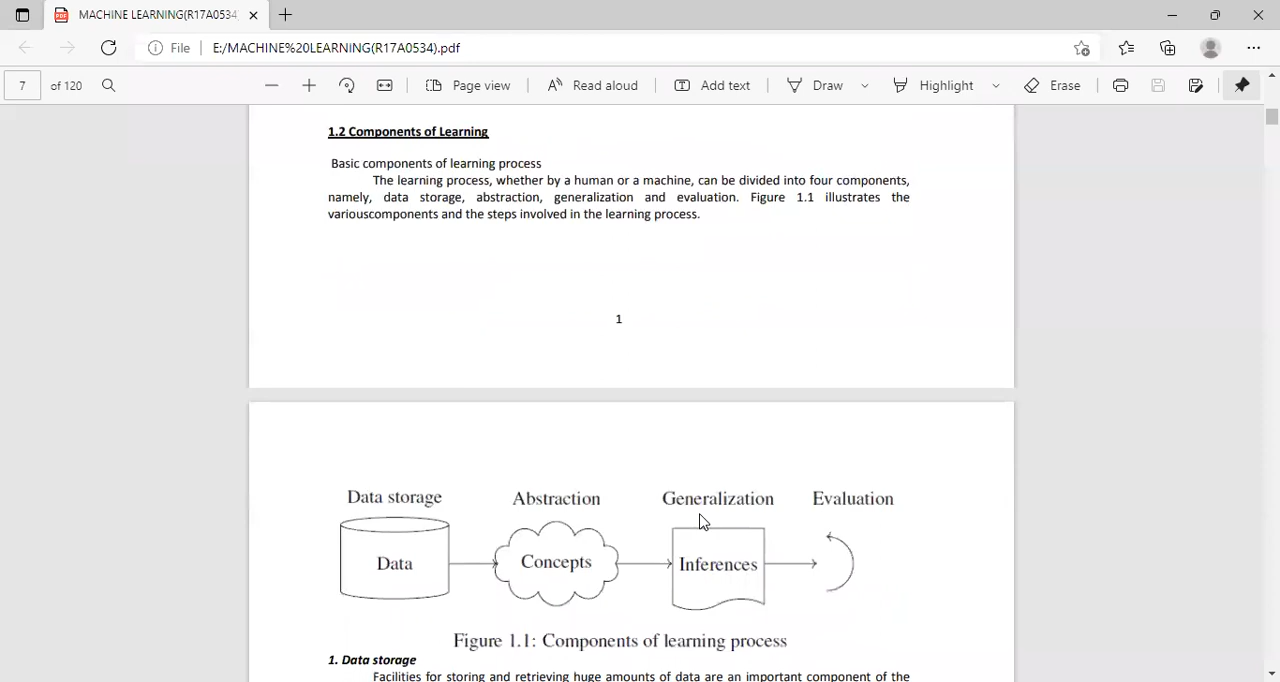 MACHINE LEARNING(R17A0534
File
E:/MACHINE%20LEARNING(R17A0534).pdf
7 of 120
Page view
Read aloud
Add text
Draw
Highlight
Erase
1.2 Components of Learning
Basic components of learning process
The learning process, whether by a human or a machine, can be divided into four components,
namely, data storage, abstraction, generalization and evaluation. Figure 1.1 illustrates the
variouscomponents and the steps involved in the learning process.
1
Data storage Abstraction Generalization Evaluation
Data Concepts Inferences
Figure 1.1: Components of learning process
1. Data storage
Facilities for storing and retrieving huge amounts of data are an important component of the